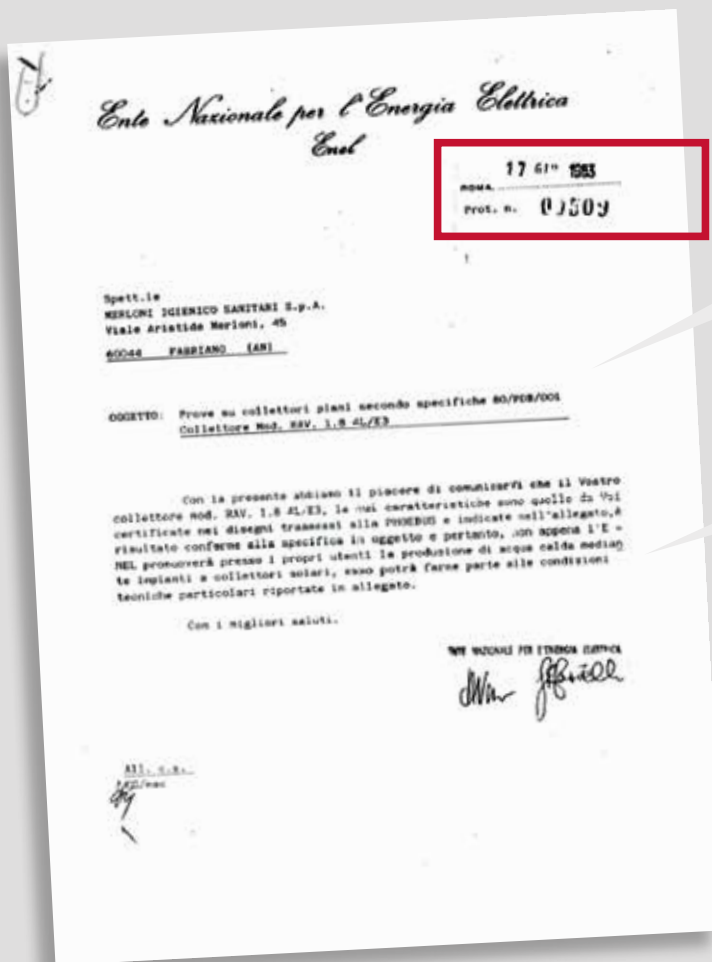 Ente Nazionale per l'Energia Elettrica
Enel
17 GIU 1983
ROMA,
Prot. n.
Spett.le
MERLONI IGIENICO SANITARI S.p.A.
Viale Aristide Merloni, 45
60044 FABRIANO (AN)
OGGETTO: Prove su collettori piani secondo specifiche 80/PDB/001
Collettore Mod. RAV. 1.8 4L/E3
Con la presente abbiamo il piacere di comunicarVi che il Vostro
collettore mod. RAV. 1.8 4L/E3, le cui caratteristiche sono quelle da Voi
certificate nei disegni trasmessi alla PHOEBUS e indicate nell'allegato,è
risultato conforme alla specifica in oggetto e pertanto, non appena l'E -
NEL promuoverà presso i propri utenti la produzione di acqua calda median
te impianti a collettori solari, esso potrà farne parte alle condizioni
tecniche particolari riportate in allegato.
Con i migliori saluti.
ENTE NAZIONALE PER L'ENERGIA ELETTRICA
All. c.s.